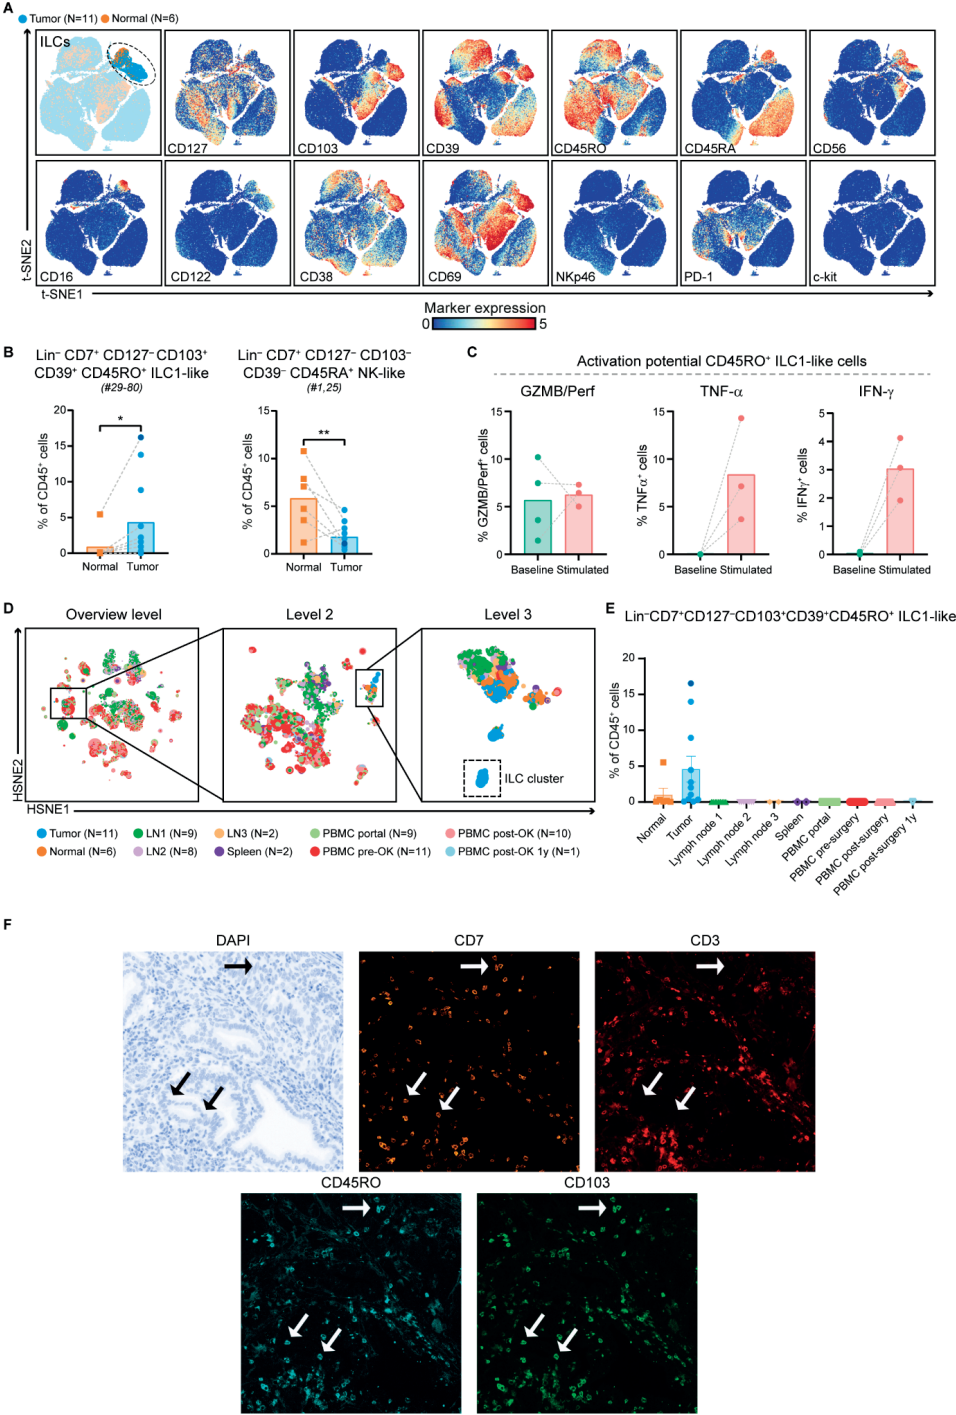 A
Tumor (N=11) Normal (N=6)
ILCs
CD127
CD103
CD39
CD45RO
CD45RA
CD56
CD16
CD122
CD38
CD69
NKp46
PD-1
c-kit
t-SNE2
t-SNE1
Marker expression
0 5
B
Lin– CD7+ CD127– CD103+
CD39+ CD45RO+ ILC1-like
(#29-80)
% of CD45+ cells
20
15
10
5
0
*
Normal Tumor
Lin– CD7+ CD127– CD103–
CD39– CD45RA+ NK-like
(#1,25)
% of CD45+ cells
15
10
5
0
**
Normal Tumor
C
Activation potential CD45RO+ ILC1-like cells
GZMB/Perf
% GZMB/Perf+ cells
15
10
5
0
Baseline Stimulated
TNF-α
% TNFα+ cells
15
10
5
0
Baseline Stimulated
IFN-γ
% IFNγ+ cells
5
4
3
2
1
0
Baseline Stimulated
D
Overview level
Level 2
Level 3
ILC cluster
HSNE2
HSNE1
Tumor (N=11) LN1 (N=9) LN3 (N=2) PBMC portal (N=9) PBMC post-OK (N=10)
Normal (N=6) LN2 (N=8) Spleen (N=2) PBMC pre-OK (N=11) PBMC post-OK 1y (N=1)
E
Lin–CD7+CD127–CD103+CD39+CD45RO+ ILC1-like
% of CD45+ cells
20
15
10
5
0
Normal
Tumor
Lymph node 1
Lymph node 2
Lymph node 3
Spleen
PBMC portal
PBMC pre-surgery
PBMC post-surgery
PBMC post-surgery 1y
F
DAPI
CD7
CD3
CD45RO
CD103